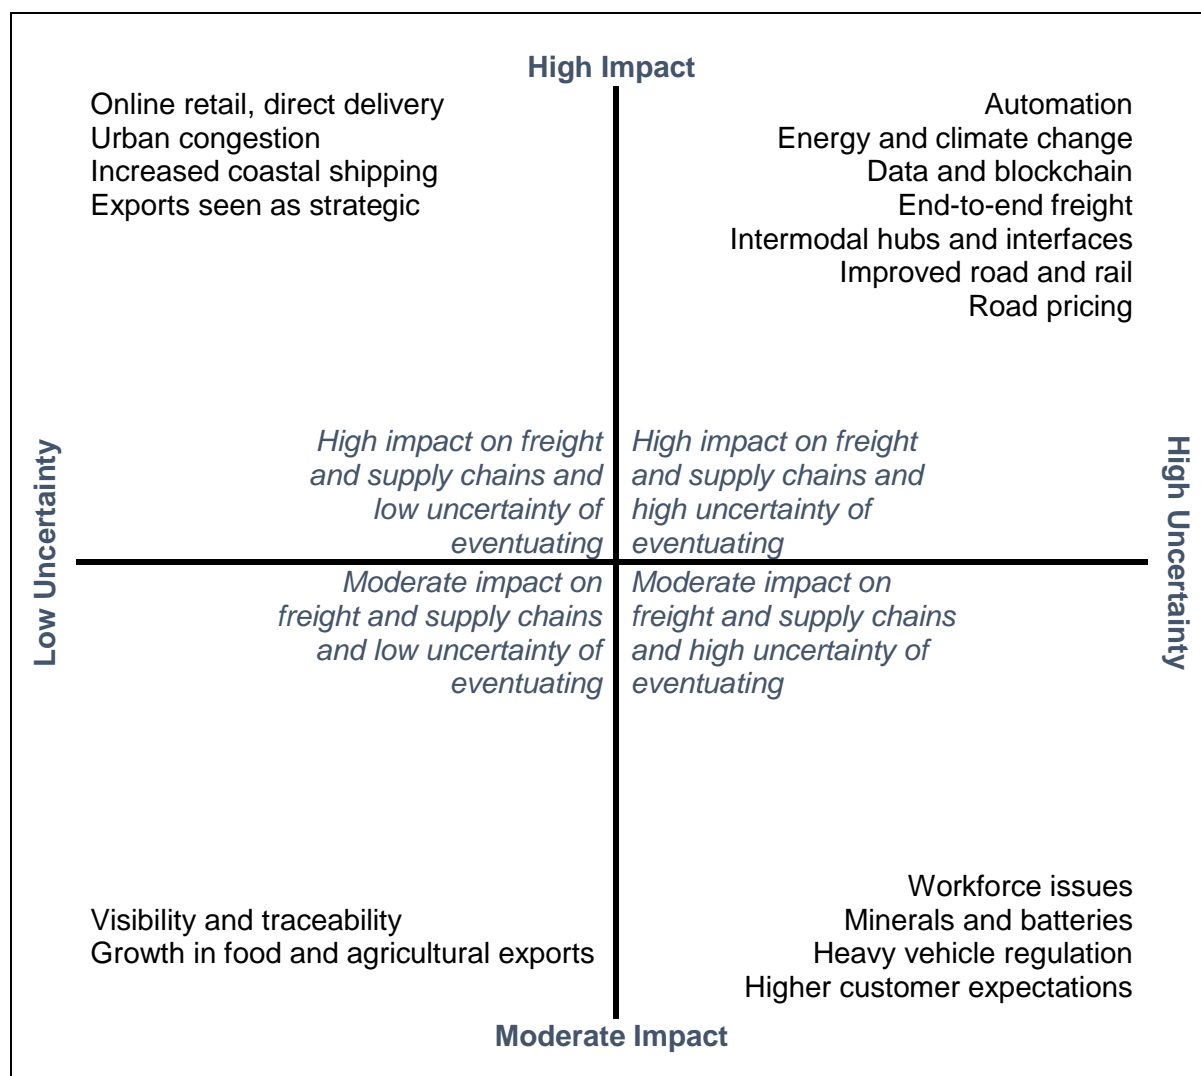 High Impact
Online retail, direct delivery
Urban congestion
Increased coastal shipping
Exports seen as strategic
Automation
Energy and climate change
Data and blockchain
End-to-end freight
Intermodal hubs and interfaces
Improved road and rail
Road pricing
Low Uncertainty
High impact on freight
and supply chains and
low uncertainty of
eventuating
High impact on freight
and supply chains and
high uncertainty of
eventuating
High Uncertainty
Moderate impact on
freight and supply chains
and low uncertainty of
eventuating
Moderate impact on
freight and supply chains
and high uncertainty of
eventuating
Visibility and traceability
Growth in food and agricultural exports
Workforce issues
Minerals and batteries
Heavy vehicle regulation
Higher customer expectations
Moderate Impact